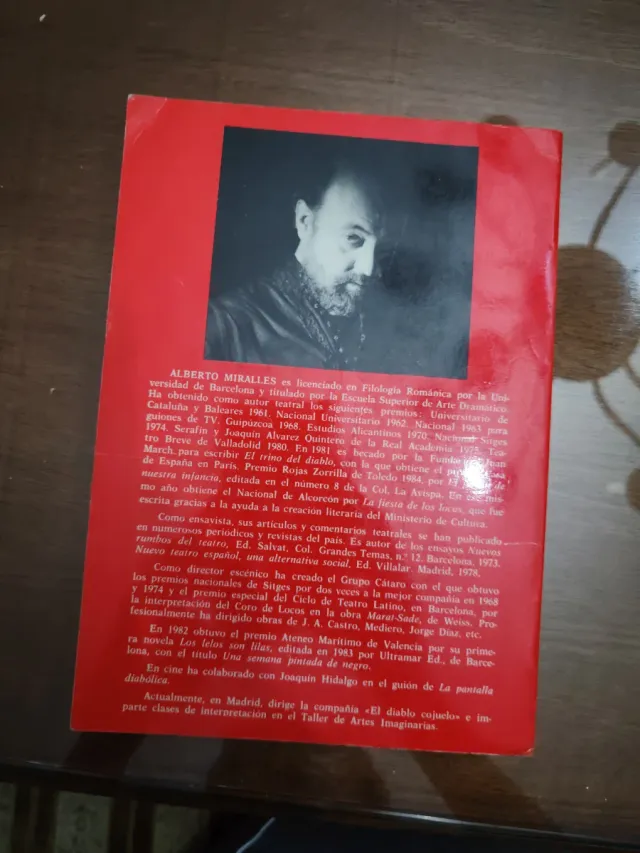 ALBERTO MIRALLES es licenciado en Filología Románica por le Uni-
versidad de Barcelona y titulado por la Escuela Superior de Arte Dramático.
Ha obtenido como autor teatral los siguientes premios: Universitario de
Cataluña y Baleares 1961. Nacional Universitario 1962. Nacional 1963 para
guiones de TV. Guipúzcoa 1968. Estudios Alicantinos 1970. Nacional Sitges
1974. Serafín y Joaquín Alvarez Quintero de la Real Academia 1975. Tea-
tro Breve de Valladolid 1980. En 1981 es becado por la Juan
March para escribir El trino del diablo, con la que obtiene el
de España en París. Premio Rojas Zorrilla de Toledo 1984, por de
nuestra infancia, editada en el número 8 de la Col. La Avispa. En mis-
mo año obtiene el Nacional de Alcorcón por La fiesta de los locus, que fue
escrita gracias a la ayuda a la creación literaria del Ministerio de Cultura.
Como ensayista, sus artículos y comentarios teatrales se han publicado
en numerosos periódicos y revistas del país. Es autor de los ensayos Nuevos
rumbos del teatro, Ed. Salvat, Col. Grandes Temas, n.º 12. Barcelona, 1973.
Nuevo teatro español, una alternativa social, Ed. Villalar. Madrid, 1978.
Como director escénico ha creado el Grupo Cátaro con el que obtuvo
los premios nacionales de Sitges por dos veces a la mejor compañía en 1968
y 1974 y el premio especial del Ciclo de Teatro Latino, en Barcelona, por
la interpretación del Coro de Locos en la obra Marat-Sade, de Weiss. Pro-
fesionalmente ha dirigido obras de J. A. Castro, Mediero, Jorge Díaz, etc.
En 1982 obtuvo el premio Ateneo Marítimo de Valencia por su prime-
ra novela Los lelos son lilas, editada en 1983 por Ultramar Ed., de Barce-
lona, con el título Una semana pintada de negro.
En cine ha colaborado con Joaquín Hidalgo en el guión de La pantalla
diabólica.
Actualmente, en Madrid, dirige la compañía «El diablo cojuelo» e im-
parte clases de interpretación en el Taller de Artes Imaginarias.